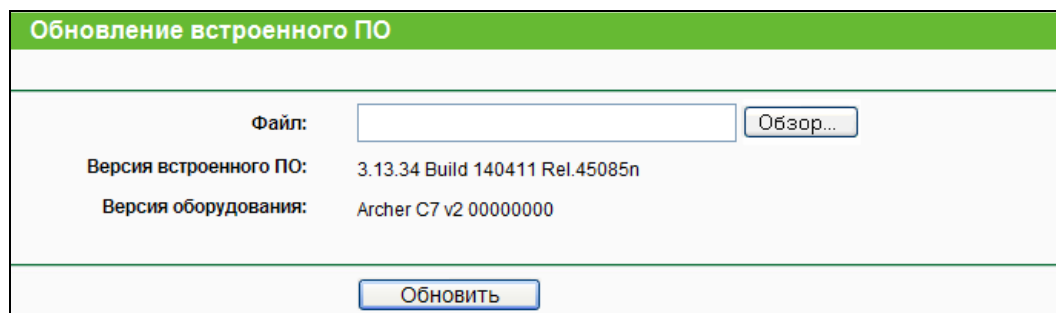 Обновление встроенного ПО
Файл:
Обзор...
Версия встроенного ПО: 3.13.34 Build 140411 Rel.45085n
Версия оборудования: Archer C7 v2 00000000
Обновить